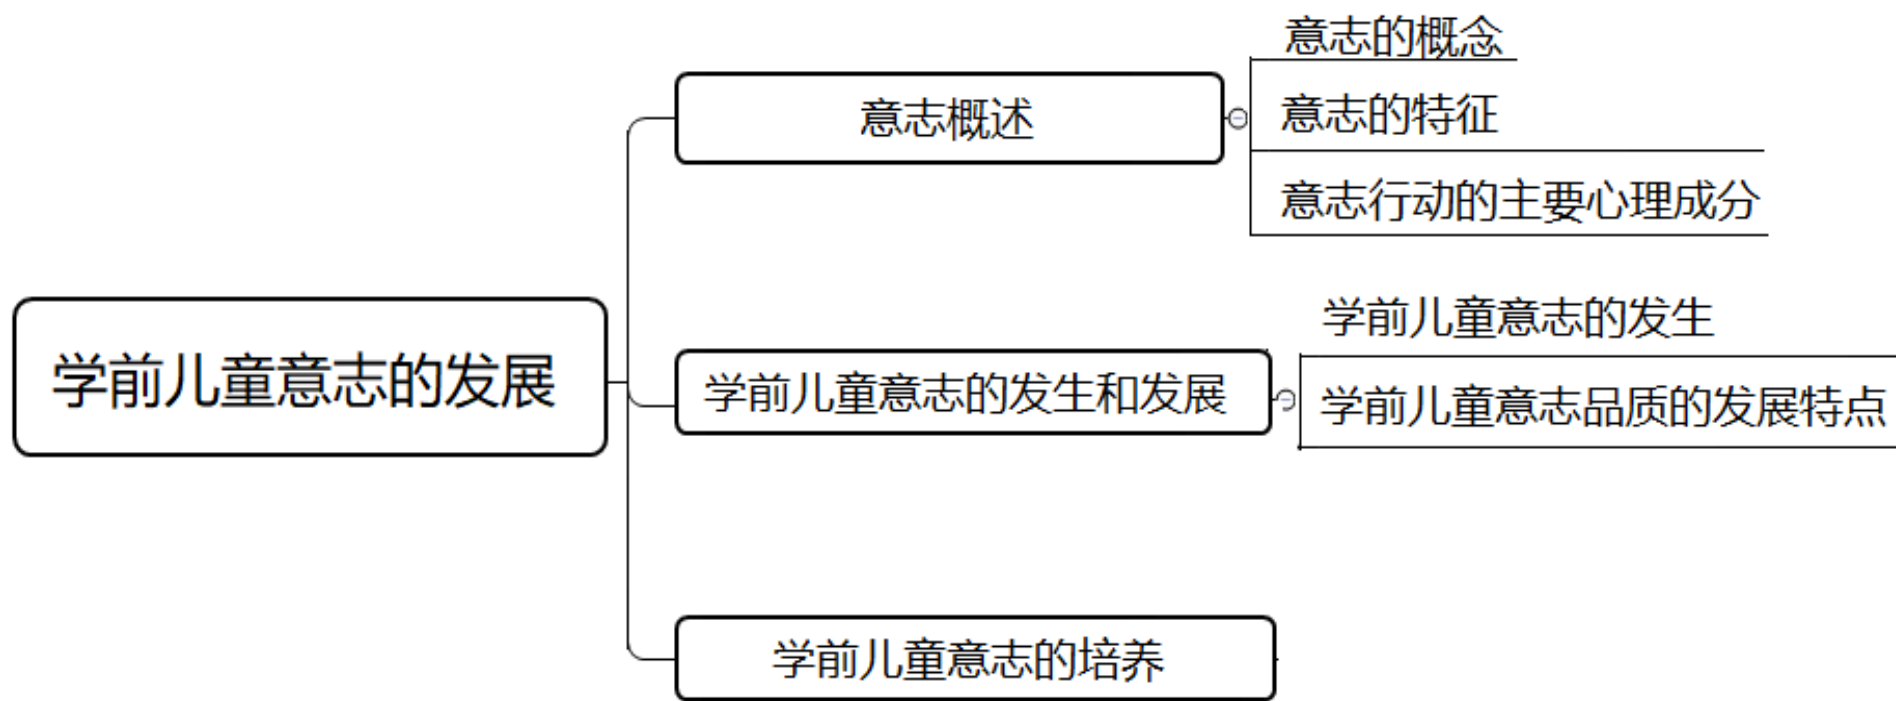 学前儿童意志的发展
意志概述
意志的概念
意志的特征
意志行动的主要心理成分
学前儿童意志的发生和发展
学前儿童意志的发生
学前儿童意志品质的发展特点
学前儿童意志的培养